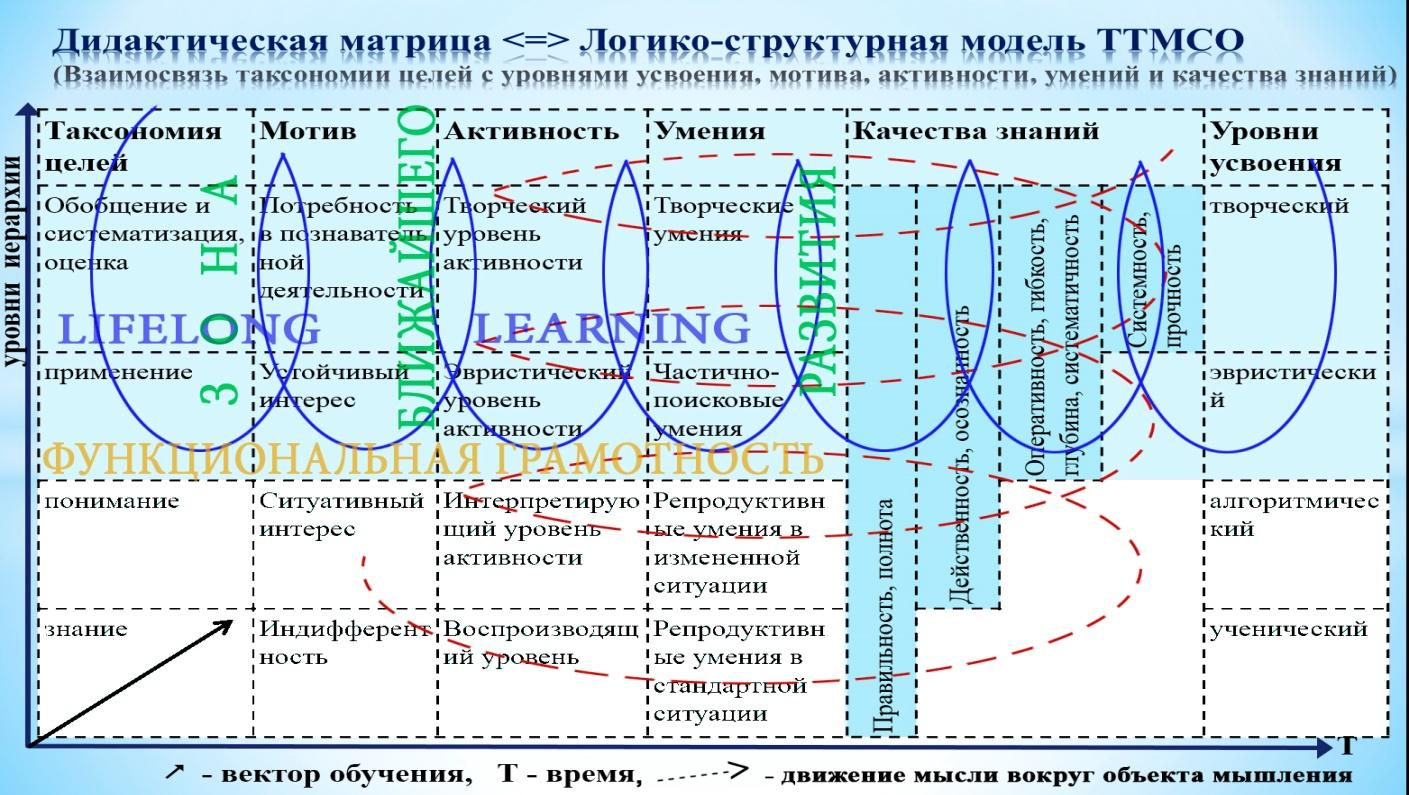 Дидактическая матрица <=> Логико-структурная модель ТТМСО
(Взаимосвязь таксономии целей с уровнями усвоения, мотива, активности, умений и качества знаний)
уровни иерархии
Таксономия
целей
Мотив
Активность
Умения
Качества знаний
Уровни
усвоения
Обобщение и
систематизация,
оценка
Потребность
в познаватель
ной
деятельности
Творческий
уровень
активности
Творческие
умения
творческий
применение
Устойчивый
интерес
Эвристический
уровень
активности
Частично-
поисковые
умения
эвристически
й
понимание
Ситуативный
интерес
Интерпретирую
щий уровень
активности
Репродуктивн
ые умения в
измененной
ситуации
алгоритмичес
кий
знание
Индифферент
ность
Воспроизводящ
ий уровень
Репродуктивн
ые умения в
стандартной
ситуации
ученический
Правильность, полнота
Действенность, осознанность
Оперативность, гибкость,
глубина, систематичность
Системность,
прочность
ЗОНА
БЛИЖАЙШЕГО
РАЗВИТИЯ
LIFELONG LEARNING
ФУНКЦИОНАЛЬНАЯ ГРАМОТНОСТЬ
Т
- вектор обучения, Т - время, - движение мысли вокруг объекта мышления